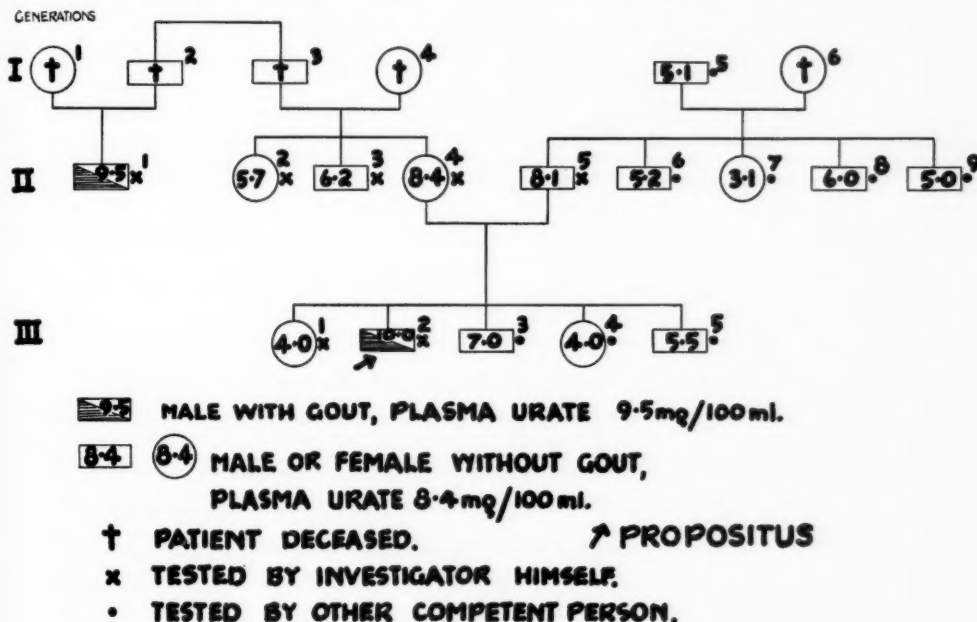 GENERATIONS
I † 1 † 2 † 3 † 4 5.1 • 5 † 6
II 9.5 x 1 5.7 x 2 6.2 x 3 8.4 x 4 8.1 x 5 5.2 • 6 3.1 • 7 6.0 • 8 5.0 • 9
III 4.0 x 1 x 2 7.0 • 3 4.0 • 4 5.5 • 5
9.5 MALE WITH GOUT, PLASMA URATE 9.5mg/100ml.
8.4 8.4 MALE OR FEMALE WITHOUT GOUT,
PLASMA URATE 8.4mg/100ml.
† PATIENT DECEASED. ↗ PROPOSITUS
x TESTED BY INVESTIGATOR HIMSELF.
• TESTED BY OTHER COMPETENT PERSON.